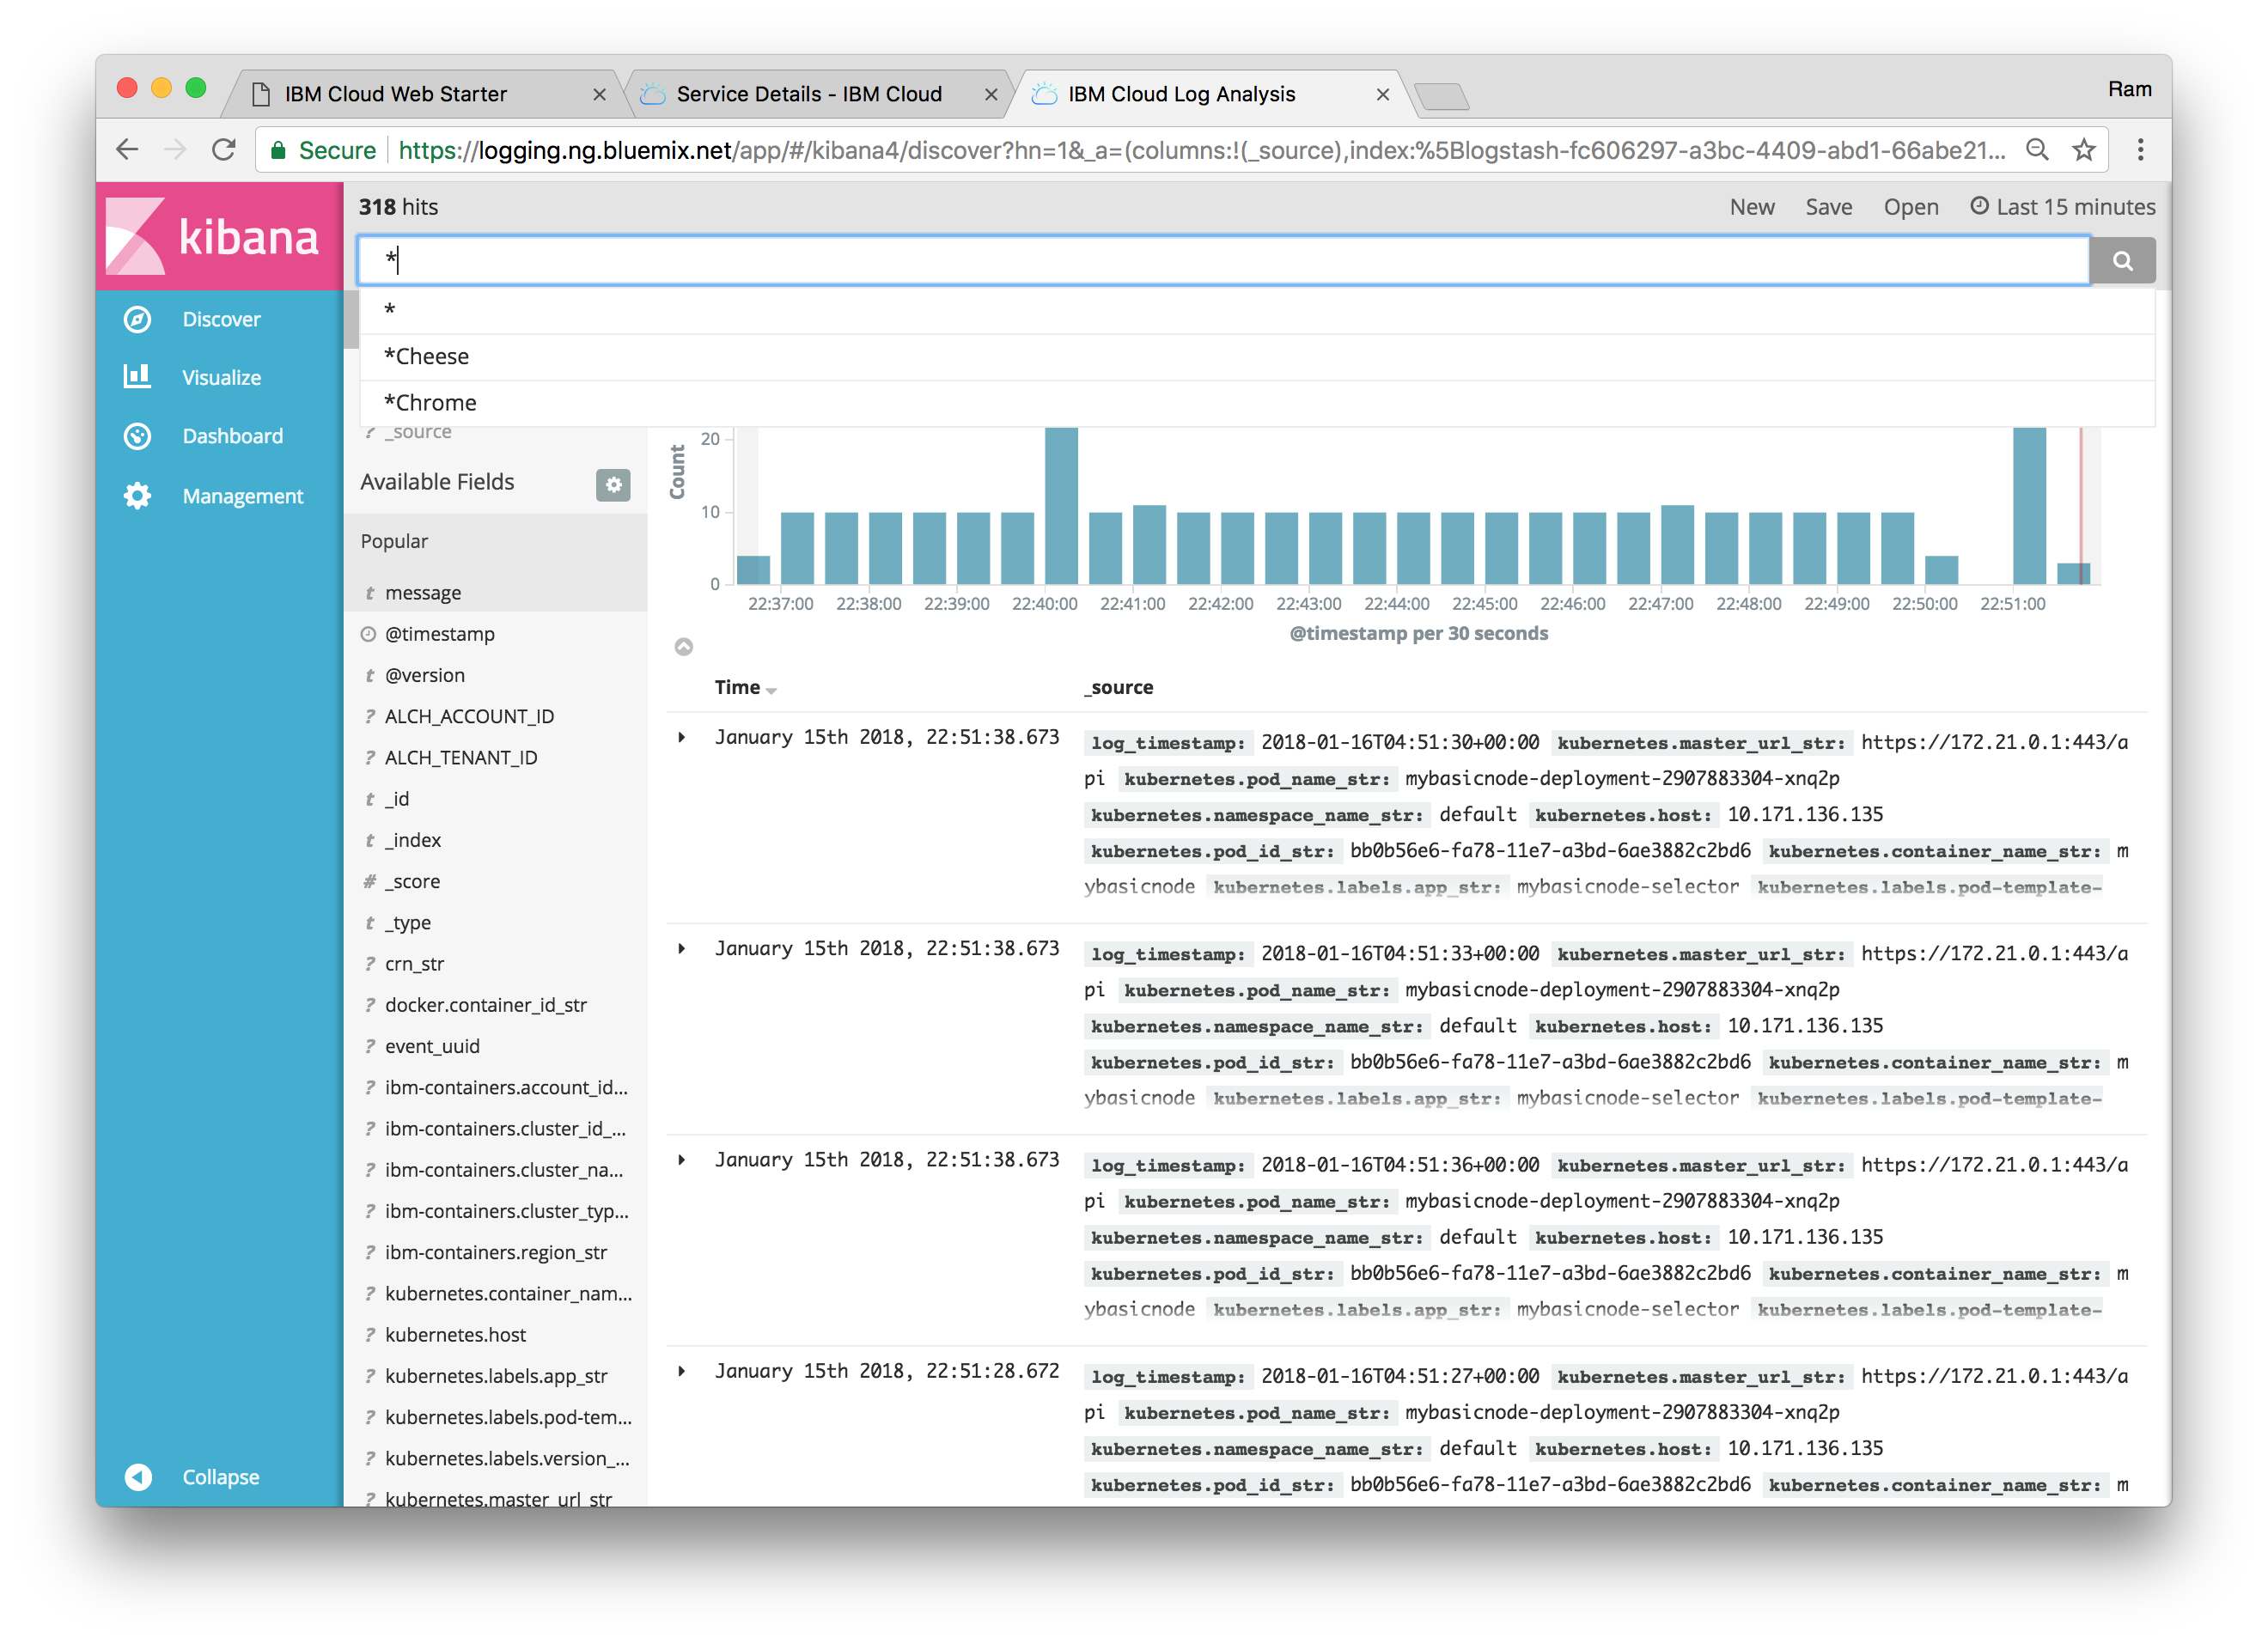 IBM Cloud Web Starter
Service Details - IBM Cloud
IBM Cloud Log Analysis
Ram
Secure https://logging.ng.bluemix.net/app/#/kibana4/discover?hn=1&_a=(columns:!(_source),index:%5Blogstash-fc606297-a3bc-4409-abd1-66abe21...
kibana
318 hits
New Save Open Last 15 minutes
*
*
*Cheese
*Chrome
Discover
Visualize
Dashboard
Management
Collapse
? _source
Available Fields
Popular
t message
@timestamp
t @version
? ALCH_ACCOUNT_ID
? ALCH_TENANT_ID
t _id
t _index
# _score
t _type
? crn_str
? docker.container_id_str
? event_uuid
? ibm-containers.account_id...
? ibm-containers.cluster_id_...
? ibm-containers.cluster_na...
? ibm-containers.cluster_typ...
? ibm-containers.region_str
? kubernetes.container_nam...
? kubernetes.host
? kubernetes.labels.app_str
? kubernetes.labels.pod-tem...
? kubernetes.labels.version_...
? kubernetes.master_url_str
Count
20
10
0
22:37:00 22:38:00 22:39:00 22:40:00 22:41:00 22:42:00 22:43:00 22:44:00 22:45:00 22:46:00 22:47:00 22:48:00 22:49:00 22:50:00 22:51:00
@timestamp per 30 seconds
Time _source
January 15th 2018, 22:51:38.673 log_timestamp: 2018-01-16T04:51:30+00:00 kubernetes.master_url_str: https://172.21.0.1:443/a
pi kubernetes.pod_name_str: mybasicnode-deployment-2907883304-xnq2p
kubernetes.namespace_name_str: default kubernetes.host: 10.171.136.135
kubernetes.pod_id_str: bb0b56e6-fa78-11e7-a3bd-6ae3882c2bd6 kubernetes.container_name_str: m
ybasicnode kubernetes.labels.app_str: mybasicnode-selector kubernetes.labels.pod-template-
January 15th 2018, 22:51:38.673 log_timestamp: 2018-01-16T04:51:33+00:00 kubernetes.master_url_str: https://172.21.0.1:443/a
pi kubernetes.pod_name_str: mybasicnode-deployment-2907883304-xnq2p
kubernetes.namespace_name_str: default kubernetes.host: 10.171.136.135
kubernetes.pod_id_str: bb0b56e6-fa78-11e7-a3bd-6ae3882c2bd6 kubernetes.container_name_str: m
ybasicnode kubernetes.labels.app_str: mybasicnode-selector kubernetes.labels.pod-template-
January 15th 2018, 22:51:38.673 log_timestamp: 2018-01-16T04:51:36+00:00 kubernetes.master_url_str: https://172.21.0.1:443/a
pi kubernetes.pod_name_str: mybasicnode-deployment-2907883304-xnq2p
kubernetes.namespace_name_str: default kubernetes.host: 10.171.136.135
kubernetes.pod_id_str: bb0b56e6-fa78-11e7-a3bd-6ae3882c2bd6 kubernetes.container_name_str: m
ybasicnode kubernetes.labels.app_str: mybasicnode-selector kubernetes.labels.pod-template-
January 15th 2018, 22:51:28.672 log_timestamp: 2018-01-16T04:51:27+00:00 kubernetes.master_url_str: https://172.21.0.1:443/a
pi kubernetes.pod_name_str: mybasicnode-deployment-2907883304-xnq2p
kubernetes.namespace_name_str: default kubernetes.host: 10.171.136.135
kubernetes.pod_id_str: bb0b56e6-fa78-11e7-a3bd-6ae3882c2bd6 kubernetes.container_name_str: m